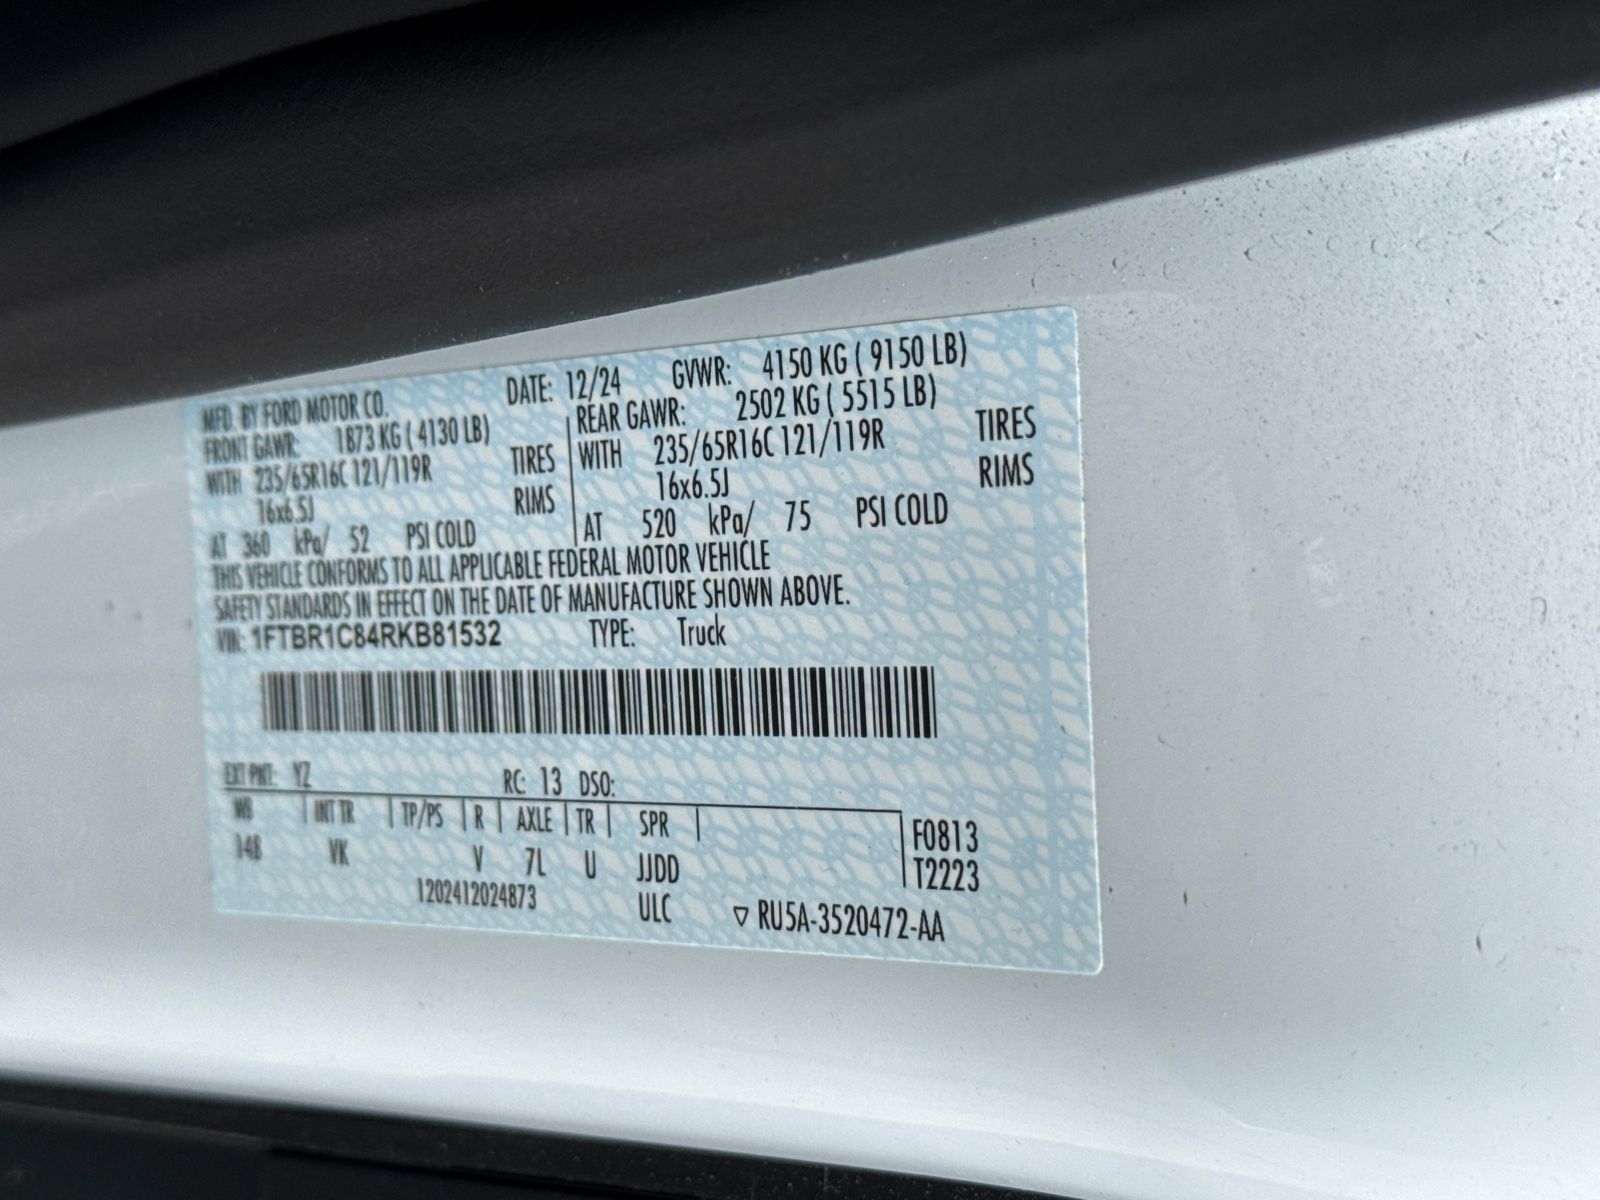 MFD. BY FORD MOTOR CO. DATE: 12/24 GVWR: 4150 KG ( 9150 LB)
FRONT GAWR: 1873 KG ( 4130 LB) REAR GAWR: 2502 KG ( 5515 LB)
WITH 235/65R16C 121/119R TIRES WITH 235/65R16C 121/119R TIRES
16x6.5J RIMS 16x6.5J RIMS
AT 360 kPa/ 52 PSI COLD AT 520 kPa/ 75 PSI COLD
THIS VEHICLE CONFORMS TO ALL APPLICABLE FEDERAL MOTOR VEHICLE
SAFETY STANDARDS IN EFFECT ON THE DATE OF MANUFACTURE SHOWN ABOVE.
VIN: 1FTBR1C84RKB81532 TYPE: Truck
EXT PNT: YZ RC: 13 DSO:
WB INT TR TP/PS R AXLE TR SPR
F0813
148 VK V 7L U JJDD T2223
1202412024873 ULC ▽ RU5A-3520472-AA